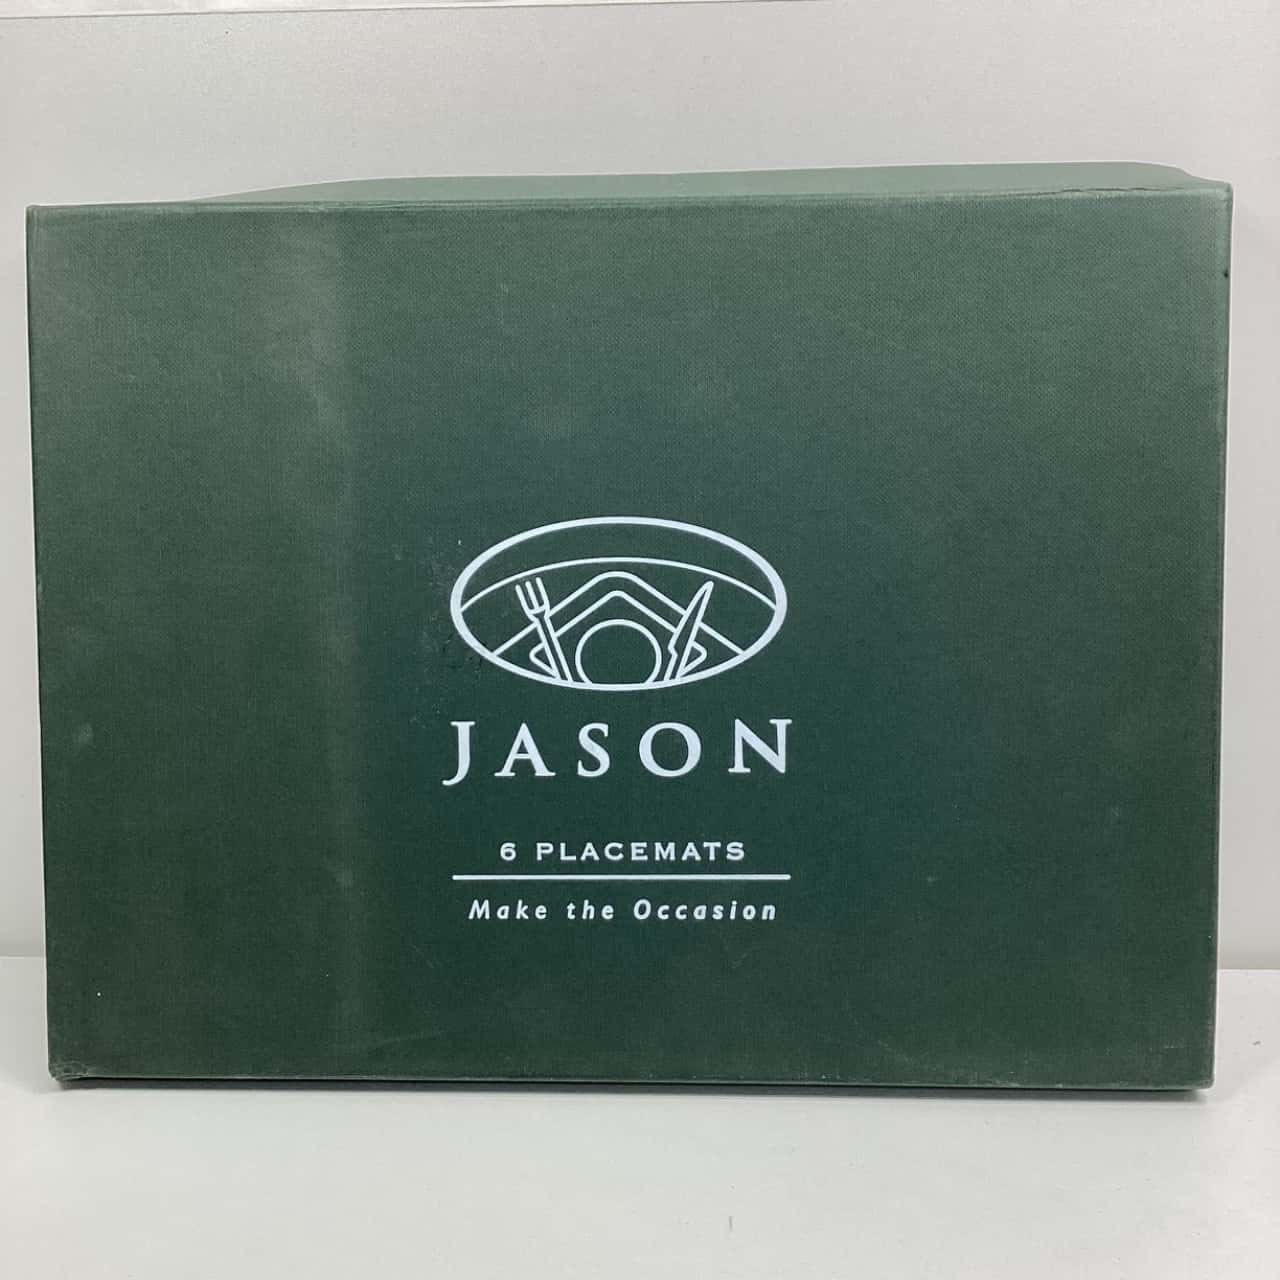 JASON
6 PLACEMATS
Make the Occasion